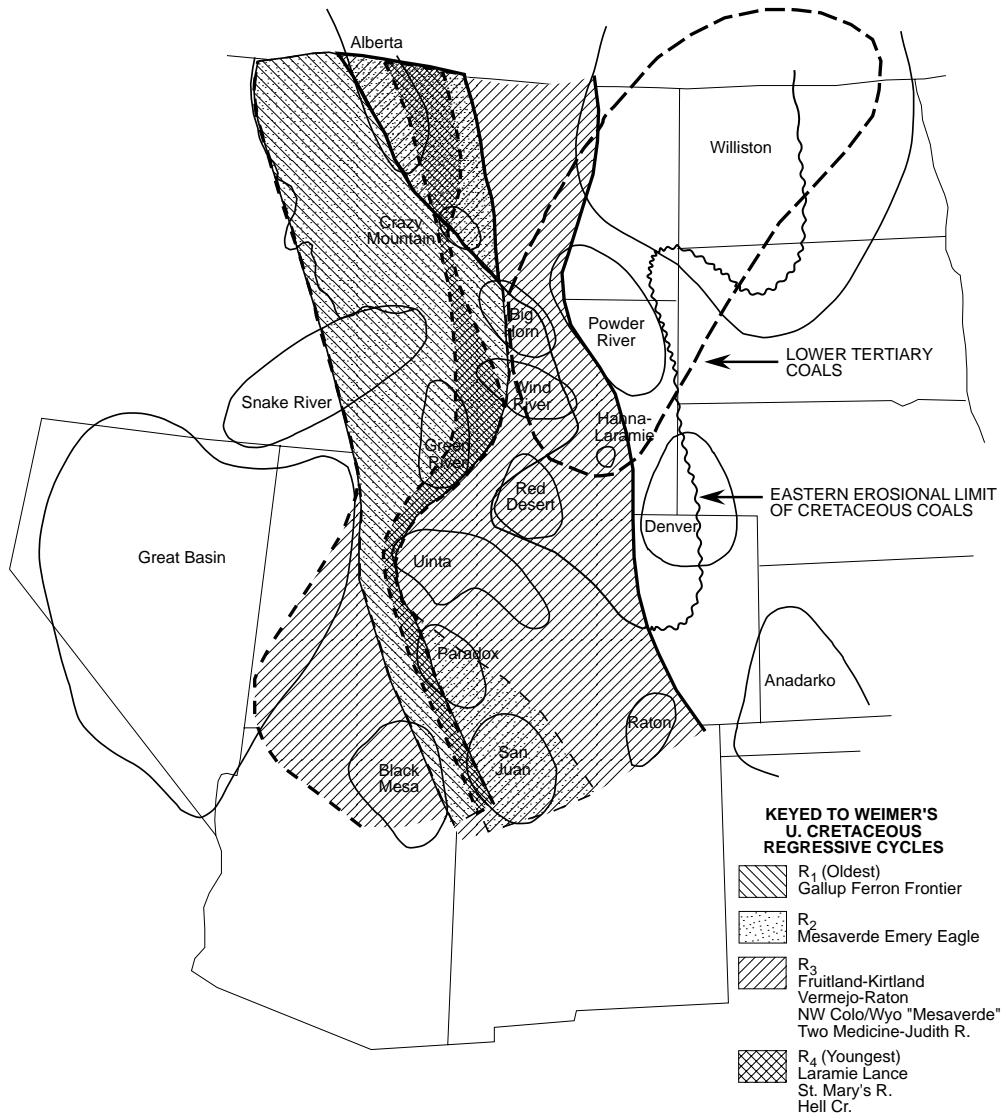 Alberta
Williston
Crazy
Mountain
Big
Horn
Powder
River
LOWER TERTIARY
COALS
Snake River
Wind
River
Hanna-
Laramie
Green
River
Red
Desert
EASTERN EROSIONAL LIMIT
OF CRETACEOUS COALS
Denver
Great Basin
Uinta
Paradox
Anadarko
Raton
San
Juan
Black
Mesa
KEYED TO WEIMER'S
U. CRETACEOUS
REGRESSIVE CYCLES
R1 (Oldest)
Gallup Ferron Frontier
R2
Mesaverde Emery Eagle
R3
Fruitland-Kirtland
Vermejo-Raton
NW Colo/Wyo "Mesaverde"
Two Medicine-Judith R.
R4 (Youngest)
Laramie Lance
St. Mary's R.
Hell Cr.